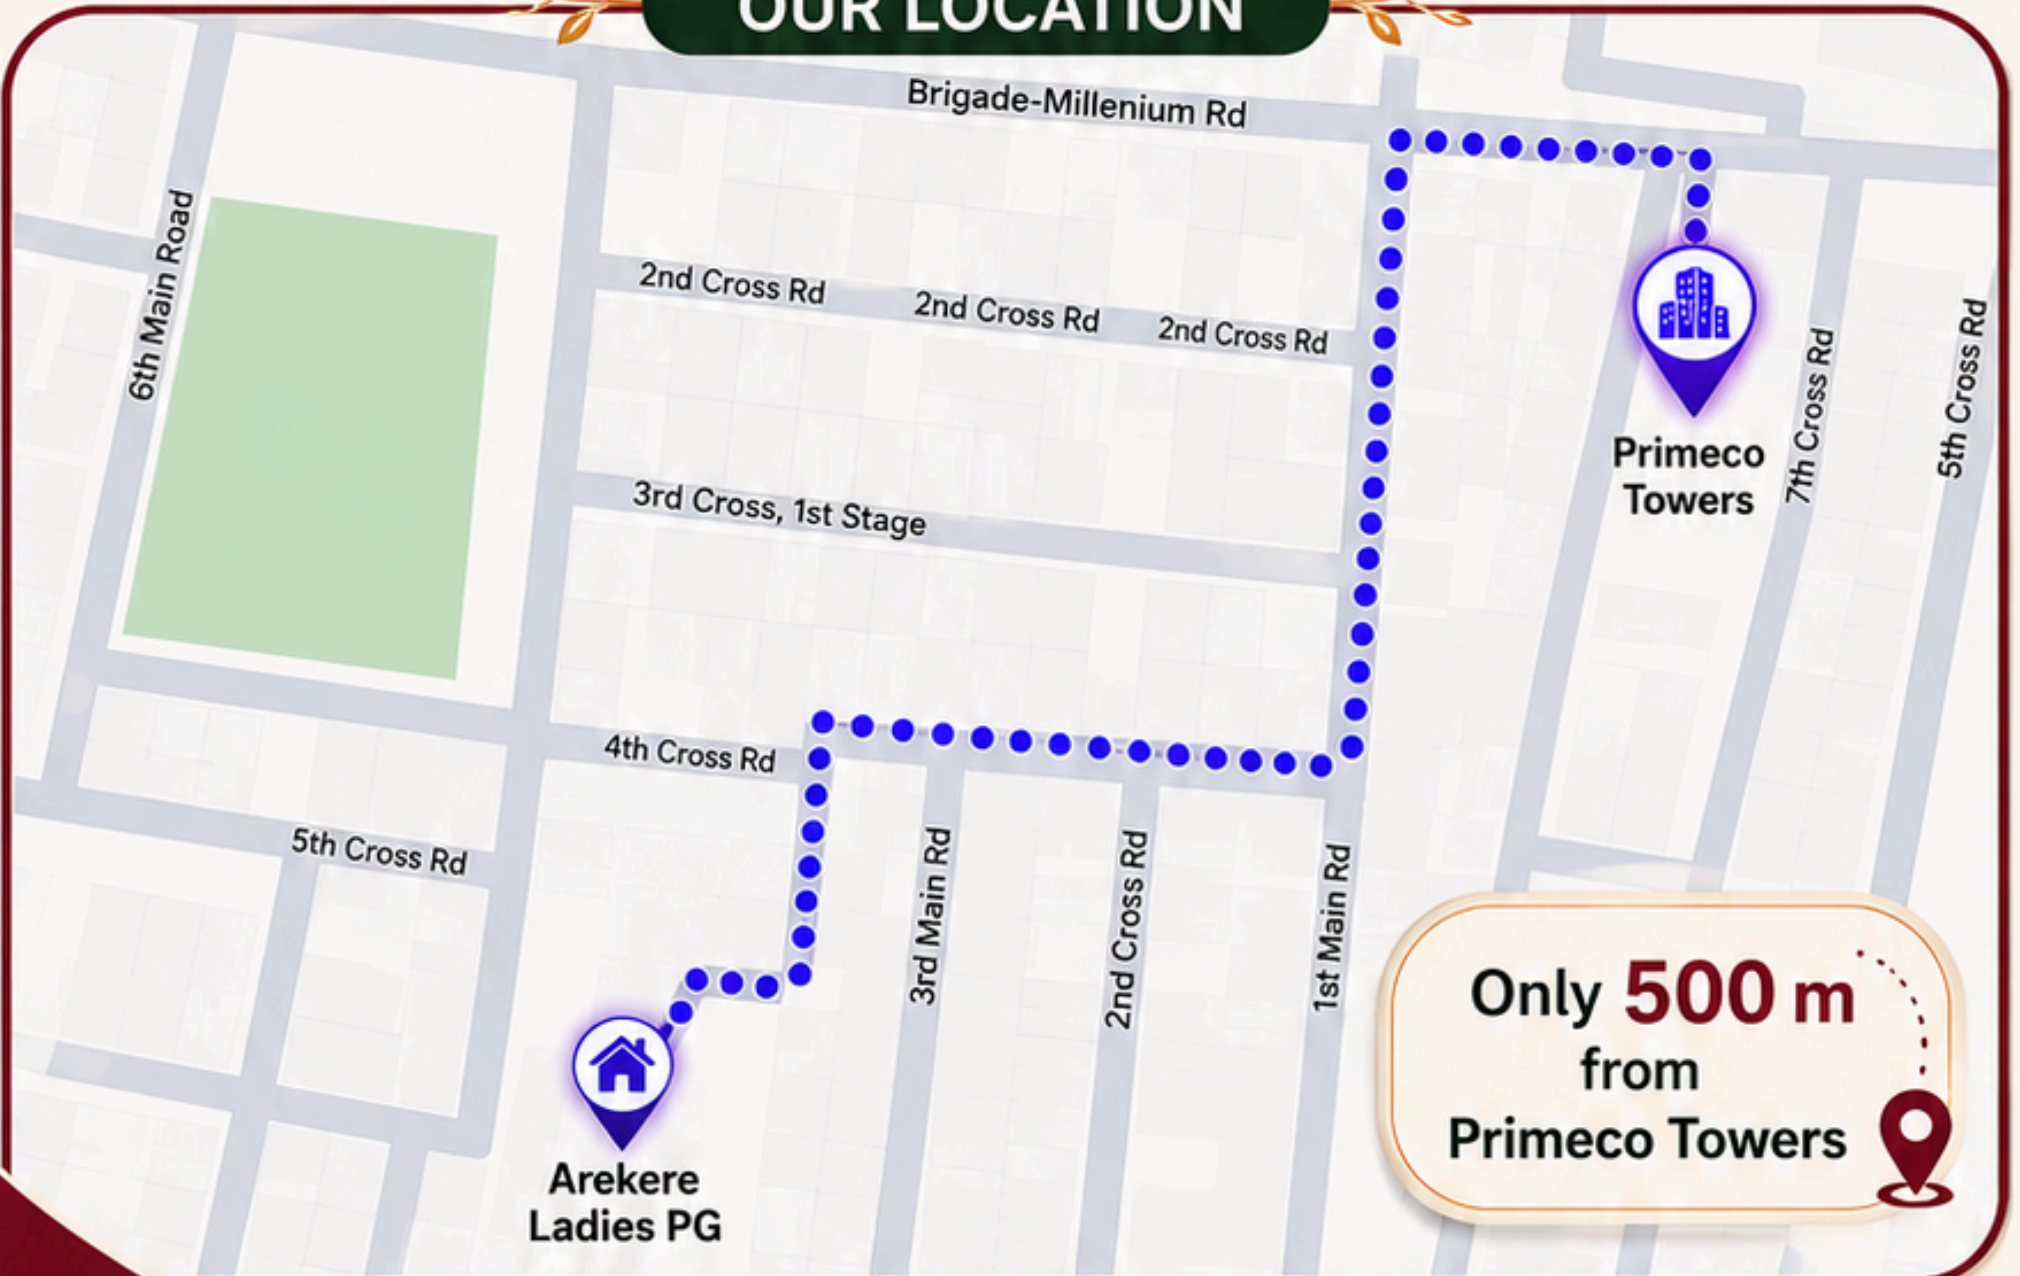 OUR LOCATION
Brigade-Millenium Rd
6th Main Road
2nd Cross Rd
2nd Cross Rd
2nd Cross Rd
7th Cross Rd
5th Cross Rd
Primeco
Towers
3rd Cross, 1st Stage
4th Cross Rd
5th Cross Rd
3rd Main Rd
2nd Cross Rd
1st Main Rd
Only 500 m
from
Primeco Towers
Arekere
Ladies PG